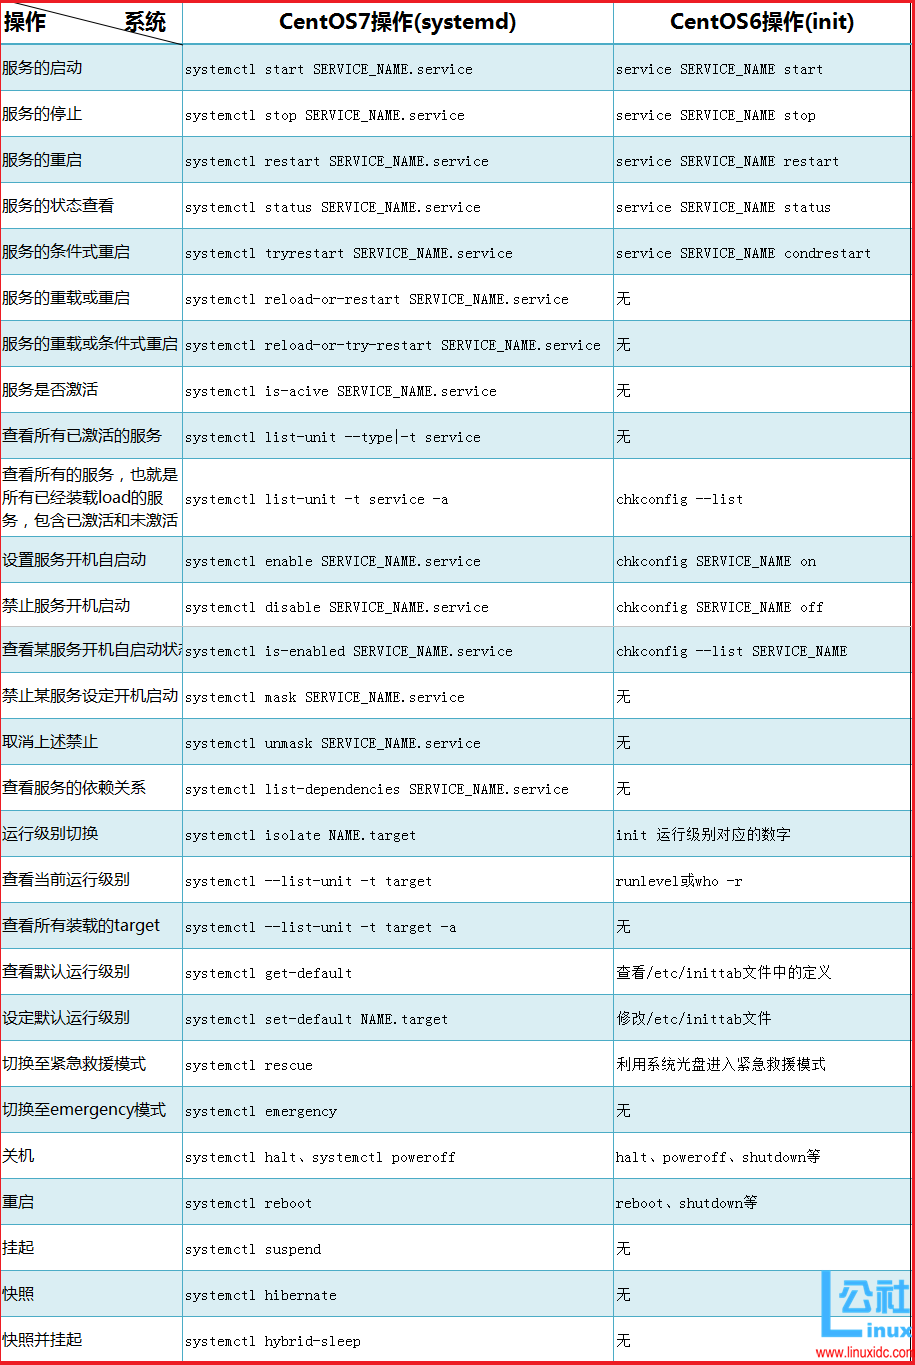 操作 系统 CentOS7操作(systemd) CentOS6操作(init)
服务的启动 systemctl start SERVICE_NAME.service service SERVICE_NAME start
服务的停止 systemctl stop SERVICE_NAME.service service SERVICE_NAME stop
服务的重启 systemctl restart SERVICE_NAME.service service SERVICE_NAME restart
服务的状态查看 systemctl status SERVICE_NAME.service service SERVICE_NAME status
服务的条件式重启 systemctl tryrestart SERVICE_NAME.service service SERVICE_NAME condrestart
服务的重载或重启 systemctl reload-or-restart SERVICE_NAME.service 无
服务的重载或条件式重启 systemctl reload-or-try-restart SERVICE_NAME.service 无
服务是否激活 systemctl is-acive SERVICE_NAME.service 无
查看所有已激活的服务 systemctl list-unit --type|-t service 无
查看所有的服务，也就是
所有已经装载load的服
务，包含已激活和未激活 systemctl list-unit -t service -a chkconfig --list
设置服务开机自启动 systemctl enable SERVICE_NAME.service chkconfig SERVICE_NAME on
禁止服务开机启动 systemctl disable SERVICE_NAME.service chkconfig SERVICE_NAME off
查看某服务开机自启动状 systemctl is-enabled SERVICE_NAME.service chkconfig --list SERVICE_NAME
禁止某服务设定开机启动 systemctl mask SERVICE_NAME.service 无
取消上述禁止 systemctl unmask SERVICE_NAME.service 无
查看服务的依赖关系 systemctl list-dependencies SERVICE_NAME.service 无
运行级别切换 systemctl isolate NAME.target init 运行级别对应的数字
查看当前运行级别 systemctl --list-unit -t target runlevel或who -r
查看所有装载的target systemctl --list-unit -t target -a 无
查看默认运行级别 systemctl get-default 查看/etc/inittab文件中的定义
设定默认运行级别 systemctl set-default NAME.target 修改/etc/inittab文件
切换至紧急救援模式 systemctl rescue 利用系统光盘进入紧急救援模式
切换至emergency模式 systemctl emergency 无
关机 systemctl halt、systemctl poweroff halt、poweroff、shutdown等
重启 systemctl reboot reboot、shutdown等
挂起 systemctl suspend 无
快照 systemctl hibernate 无
快照并挂起 systemctl hybrid-sleep 无
公社
Linux
www.linuxidc.com